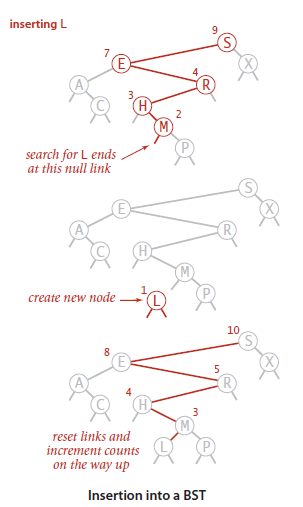 inserting L
9
S
7
E
X
4
A
R
3
C
H
2
M
P
search for L ends
at this null link
S
E
X
A
R
C
H
M
create new node
1
L
P
10
S
8
E
X
5
A
R
4
C
H
3
M
reset links and
increment counts
on the way up
L
P
Insertion into a BST